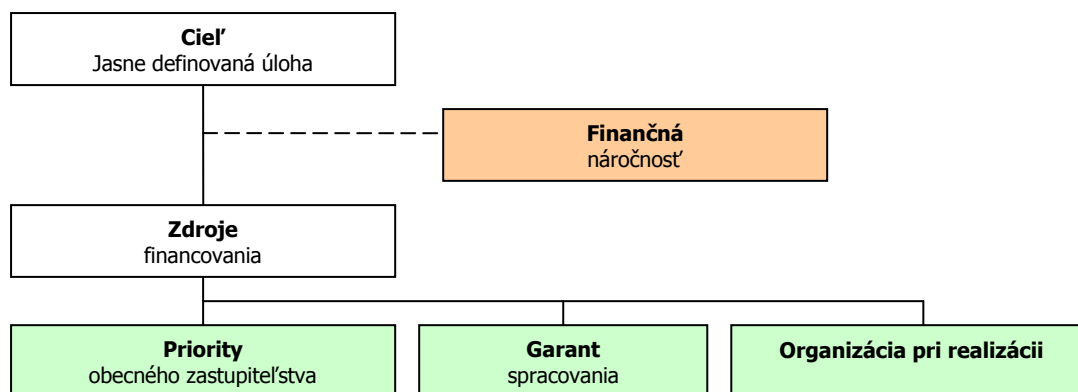 Cieľ
Jasne definovaná úloha
Finančná
náročnosť
Zdroje
financovania
Priority
obecného zastupiteľstva
Garant
spracovania
Organizácia pri realizácii